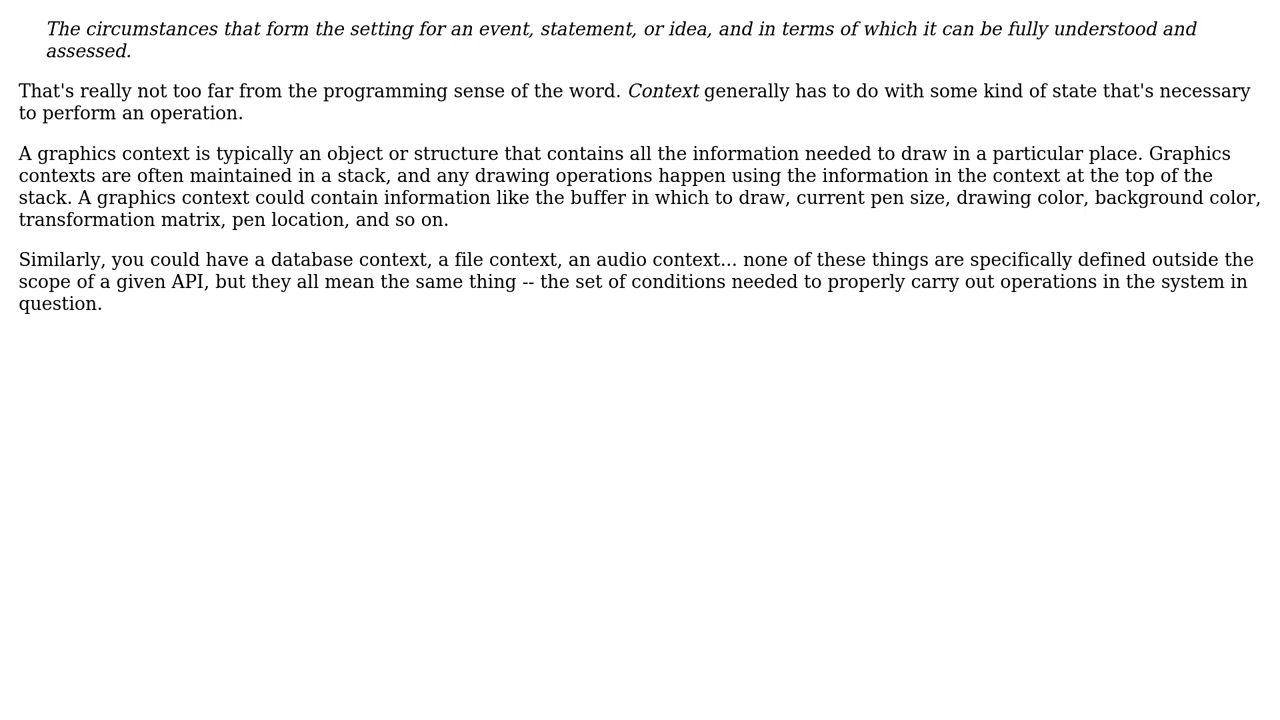 The circumstances that form the setting for an event, statement, or idea, and in terms of which it can be fully understood and
assessed.
That's really not too far from the programming sense of the word. Context generally has to do with some kind of state that's necessary
to perform an operation.
A graphics context is typically an object or structure that contains all the information needed to draw in a particular place. Graphics
contexts are often maintained in a stack, and any drawing operations happen using the information in the context at the top of the
stack. A graphics context could contain information like the buffer in which to draw, current pen size, drawing color, background color,
transformation matrix, pen location, and so on.
Similarly, you could have a database context, a file context, an audio context... none of these things are specifically defined outside the
scope of a given API, but they all mean the same thing -- the set of conditions needed to properly carry out operations in the system in
question.